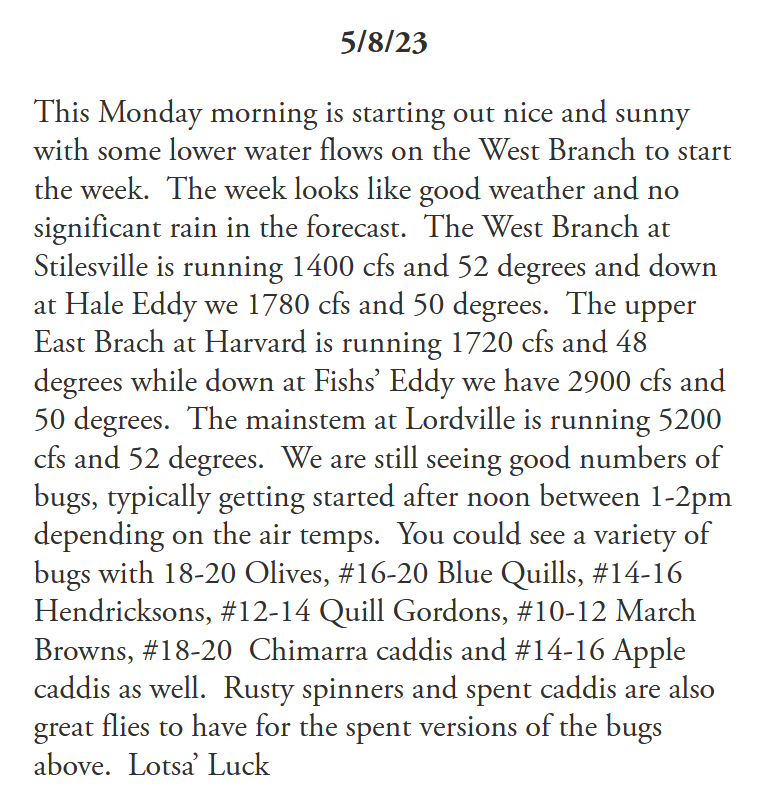 5/8/23
This Monday morning is starting out nice and sunny
with some lower water flows on the West Branch to start
the week.  The week looks like good weather and no
significant rain in the forecast.  The West Branch at
Stilesville is running 1400 cfs and 52 degrees and down
at Hale Eddy we 1780 cfs and 50 degrees.  The upper
East Brach at Harvard is running 1720 cfs and 48
degrees while down at Fishs’ Eddy we have 2900 cfs and
50 degrees.  The mainstem at Lordville is running 5200
cfs and 52 degrees.  We are still seeing good numbers of
bugs, typically getting started after noon between 1-2pm
depending on the air temps.  You could see a variety of
bugs with 18-20 Olives, #16-20 Blue Quills, #14-16
Hendricksons, #12-14 Quill Gordons, #10-12 March
Browns, #18-20  Chimarra caddis and #14-16 Apple
caddis as well.  Rusty spinners and spent caddis are also
great flies to have for the spent versions of the bugs
above.  Lotsa’ Luck